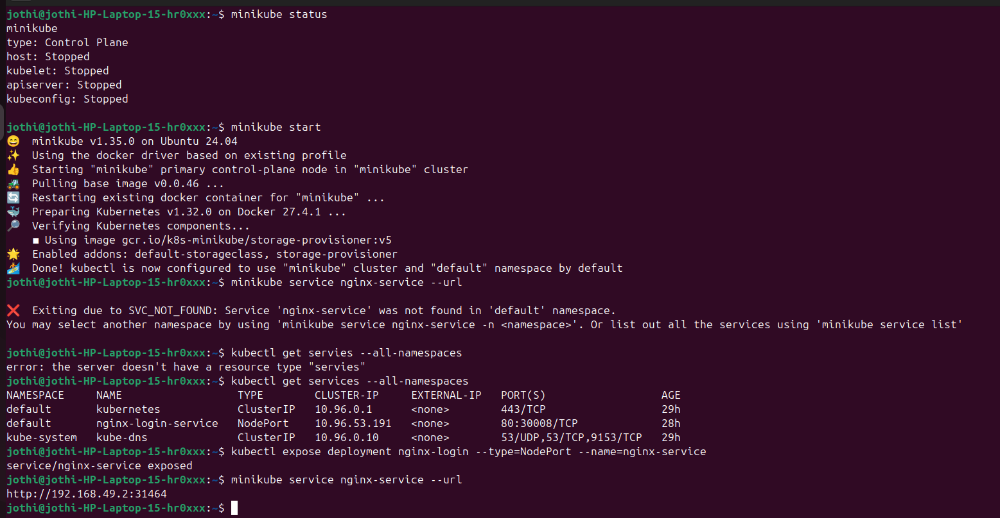 jothi@jothi-HP-Laptop-15-hr0xxx:~$ minikube status
minikube
type: Control Plane
host: Stopped
kubelet: Stopped
apiserver: Stopped
kubeconfig: Stopped
jothi@jothi-HP-Laptop-15-hr0xxx:~$ minikube start
😄 minikube v1.35.0 on Ubuntu 24.04
✨ Using the docker driver based on existing profile
👍 Starting "minikube" primary control-plane node in "minikube" cluster
🚜 Pulling base image v0.0.46 ...
🔄 Restarting existing docker container for "minikube" ...
🐳 Preparing Kubernetes v1.32.0 on Docker 27.4.1 ...
🔎 Verifying Kubernetes components...
▪ Using image gcr.io/k8s-minikube/storage-provisioner:v5
🌟 Enabled addons: default-storageclass, storage-provisioner
🏄 Done! kubectl is now configured to use "minikube" cluster and "default" namespace by default
jothi@jothi-HP-Laptop-15-hr0xxx:~$ minikube service nginx-service --url
❌ Exiting due to SVC_NOT_FOUND: Service 'nginx-service' was not found in 'default' namespace.
You may select another namespace by using 'minikube service nginx-service -n <namespace>'. Or list out all the services using 'minikube service list'
jothi@jothi-HP-Laptop-15-hr0xxx:~$ kubectl get servies --all-namespaces
error: the server doesn't have a resource type "servies"
jothi@jothi-HP-Laptop-15-hr0xxx:~$ kubectl get services --all-namespaces
NAMESPACE NAME TYPE CLUSTER-IP EXTERNAL-IP PORT(S) AGE
default kubernetes ClusterIP 10.96.0.1 <none> 443/TCP 29h
default nginx-login-service NodePort 10.96.53.191 <none> 80:30008/TCP 28h
kube-system kube-dns ClusterIP 10.96.0.10 <none> 53/UDP,53/TCP,9153/TCP 29h
jothi@jothi-HP-Laptop-15-hr0xxx:~$ kubectl expose deployment nginx-login --type=NodePort --name=nginx-service
service/nginx-service exposed
jothi@jothi-HP-Laptop-15-hr0xxx:~$ minikube service nginx-service --url
http://192.168.49.2:31464
jothi@jothi-HP-Laptop-15-hr0xxx:~$